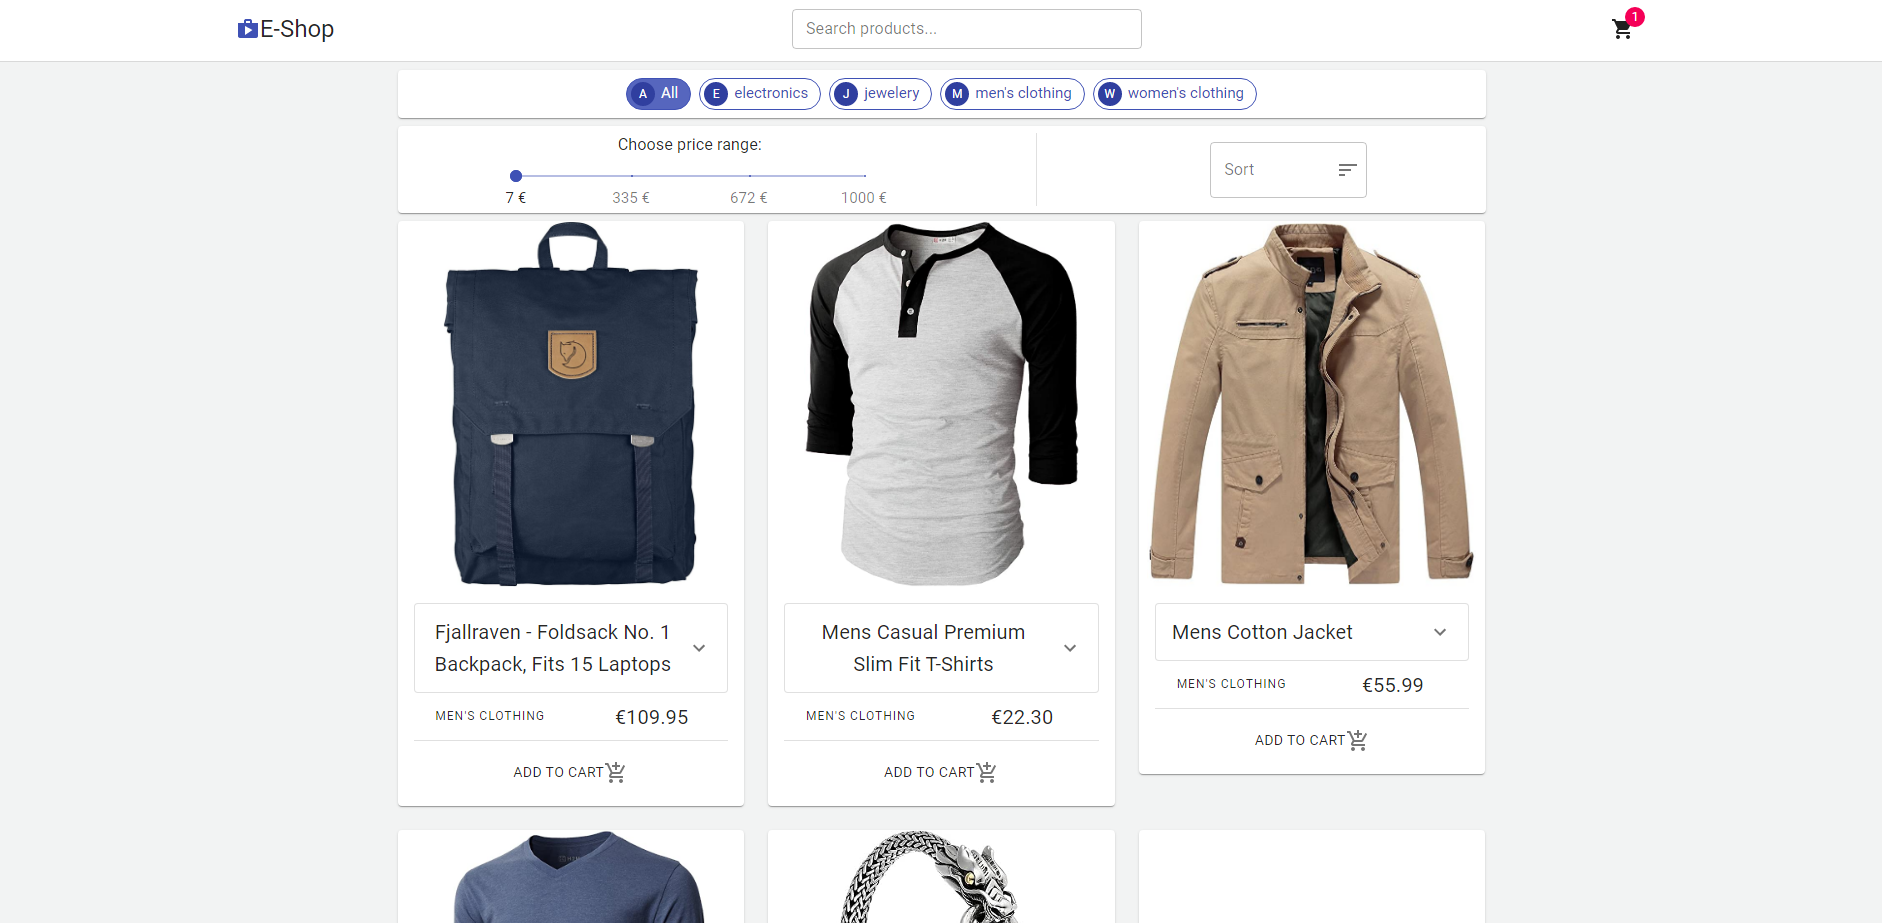 E-Shop
Search products...
1
A All
E electronics
J jewelery
M men's clothing
W women's clothing
Choose price range:
7 €
335 €
672 €
1000 €
Sort
Fjallraven - Foldsack No. 1
Backpack, Fits 15 Laptops
MEN'S CLOTHING
€109.95
ADD TO CART
Mens Casual Premium
Slim Fit T-Shirts
MEN'S CLOTHING
€22.30
ADD TO CART
Mens Cotton Jacket
MEN'S CLOTHING
€55.99
ADD TO CART